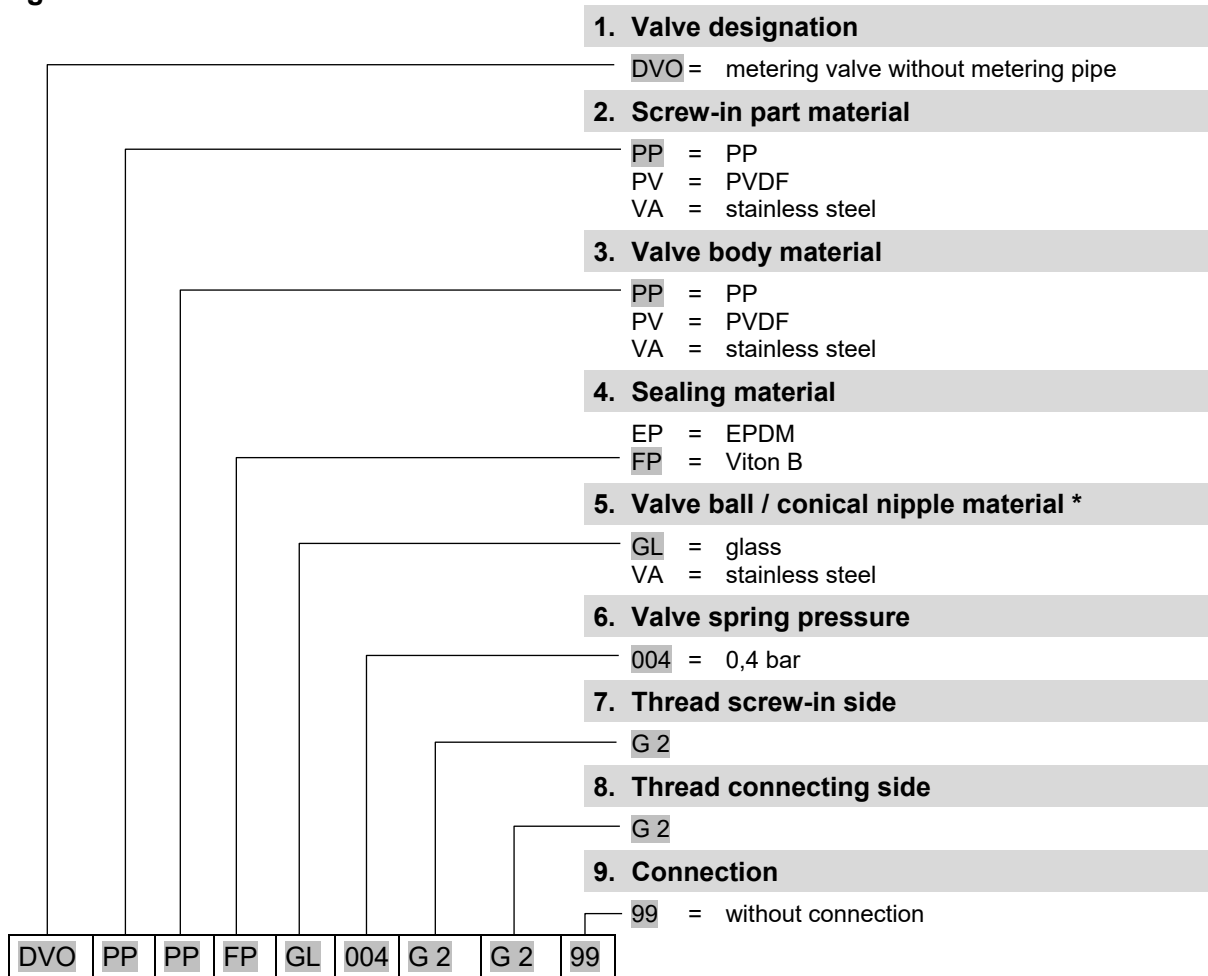 1. Valve designation
DVO = metering valve without metering pipe
2. Screw-in part material
PP = PP
PV = PVDF
VA = stainless steel
3. Valve body material
PP = PP
PV = PVDF
VA = stainless steel
4. Sealing material
EP = EPDM
FP = Viton B
5. Valve ball / conical nipple material *
GL = glass
VA = stainless steel
6. Valve spring pressure
004 = 0,4 bar
7. Thread screw-in side
G 2
8. Thread connecting side
G 2
9. Connection
99 = without connection
DVO PP PP FP GL 004 G 2 G 2 99